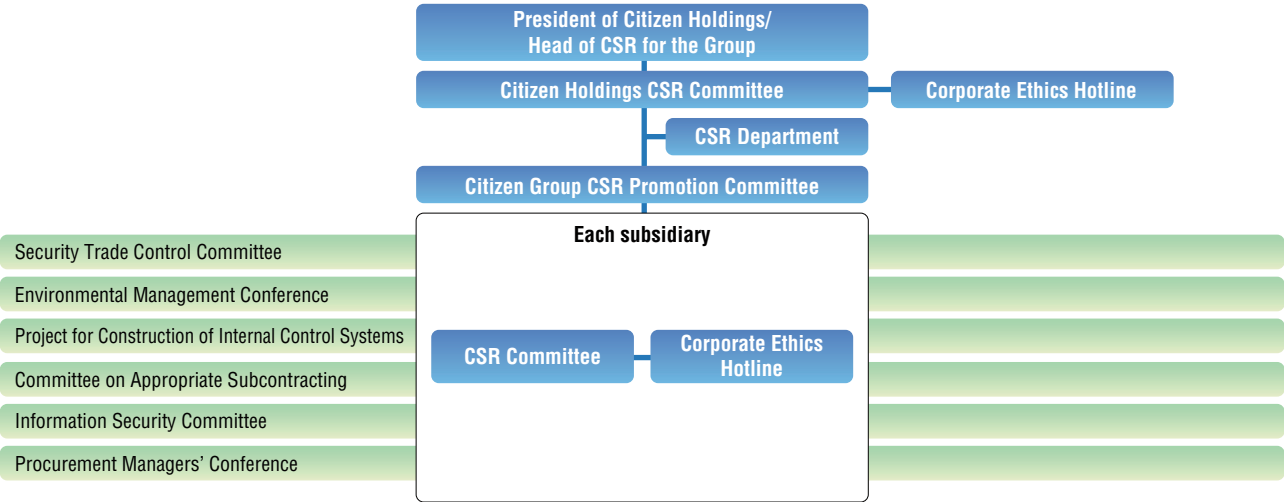 President of Citizen Holdings/
Head of CSR for the Group
Citizen Holdings CSR Committee
Corporate Ethics Hotline
CSR Department
Citizen Group CSR Promotion Committee
Each subsidiary
Security Trade Control Committee
Environmental Management Conference
Project for Construction of Internal Control Systems
Committee on Appropriate Subcontracting
Information Security Committee
Procurement Managers’ Conference
CSR Committee
Corporate Ethics
Hotline